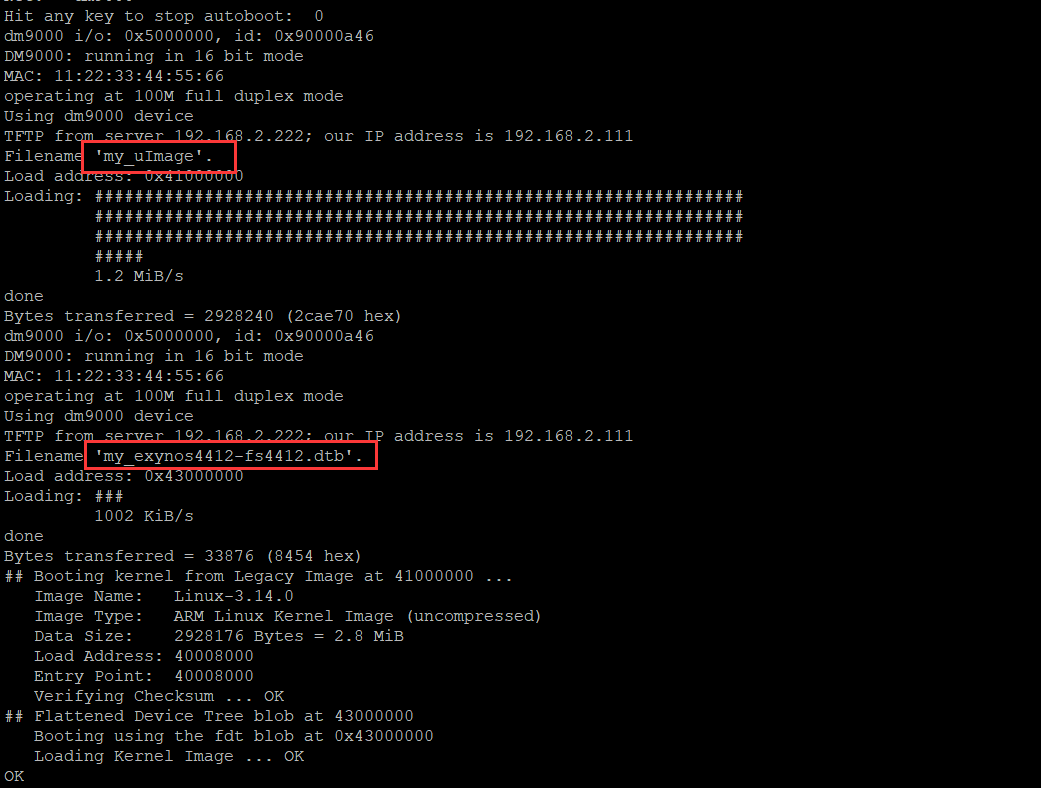 Hit any key to stop autoboot:  0
dm9000 i/o: 0x5000000, id: 0x90000a46
DM9000: running in 16 bit mode
MAC: 11:22:33:44:55:66
operating at 100M full duplex mode
Using dm9000 device
TFTP from server 192.168.2.222; our IP address is 192.168.2.111
Filename 'my_uImage'.
Load address: 0x41000000
Loading: #################################################################
         #################################################################
         #################################################################
         #####
         1.2 MiB/s
done
Bytes transferred = 2928240 (2cae70 hex)
dm9000 i/o: 0x5000000, id: 0x90000a46
DM9000: running in 16 bit mode
MAC: 11:22:33:44:55:66
operating at 100M full duplex mode
Using dm9000 device
TFTP from server 192.168.2.222; our IP address is 192.168.2.111
Filename 'my_exynos4412-fs4412.dtb'.
Load address: 0x43000000
Loading: ###
         1002 KiB/s
done
Bytes transferred = 33876 (8454 hex)
## Booting kernel from Legacy Image at 41000000 ...
   Image Name:   Linux-3.14.0
   Image Type:   ARM Linux Kernel Image (uncompressed)
   Data Size:    2928176 Bytes = 2.8 MiB
   Load Address: 40008000
   Entry Point:  40008000
   Verifying Checksum ... OK
## Flattened Device Tree blob at 43000000
   Booting using the fdt blob at 0x43000000
   Loading Kernel Image ... OK
OK